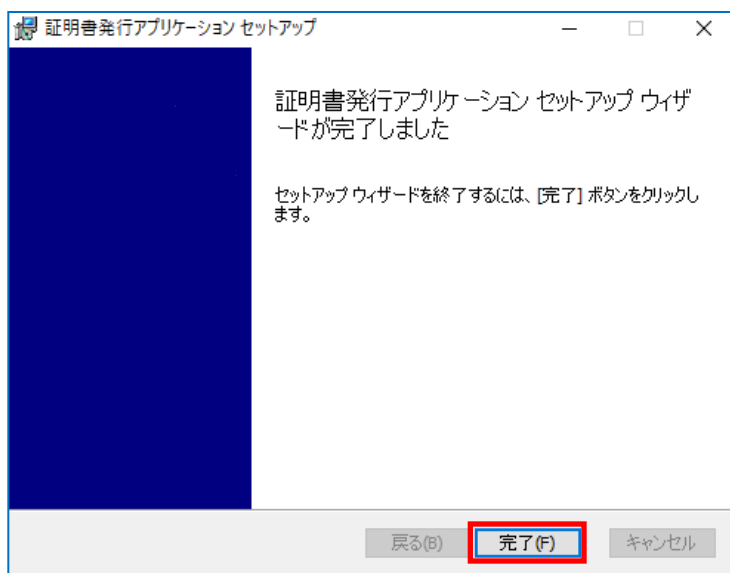 証明書発行アプリケーション セットアップ
証明書発行アプリケーション セットアップ ウィザ
ードが完了しました
セットアップ ウィザードを終了するには、[完了] ボタンをクリックし
ます。
戻る(B) 完了(F) キャンセル